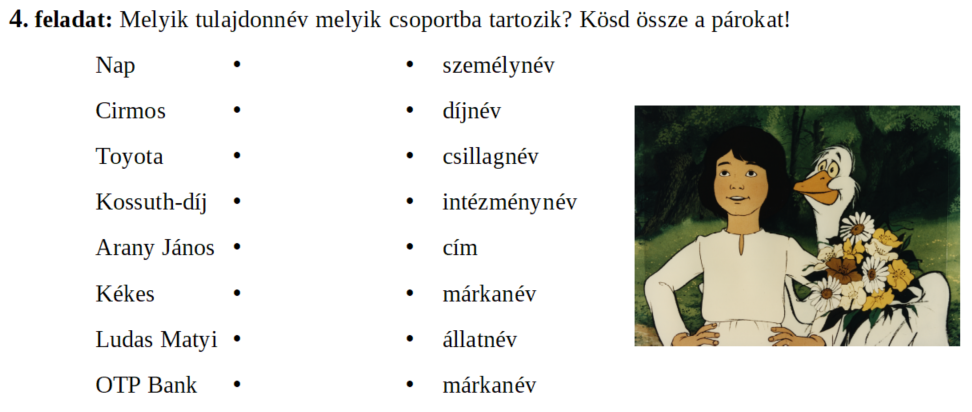 4. feladat: Melyik tulajdonnév melyik csoportba tartozik? Kösd össze a párokat!
Nap • • személynév
Cirmos • • díjnév
Toyota • • csillagnév
Kossuth-díj • • intézménynév
Arany János • • cím
Kékes • • márkanév
Ludas Matyi • • állatnév
OTP Bank • • márkanév